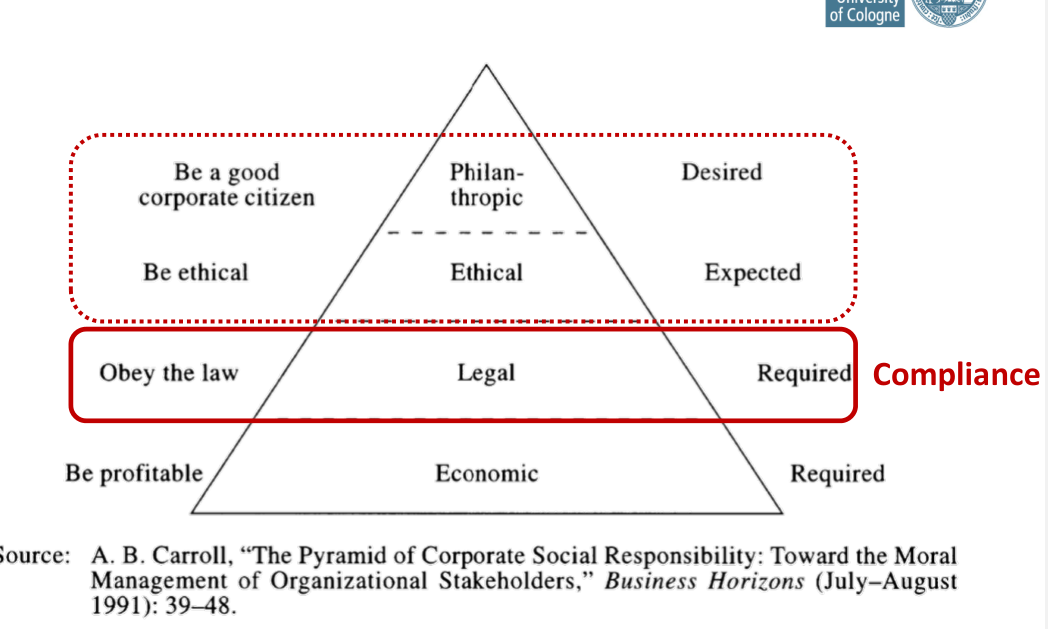 University
of Cologne
Be a good
corporate citizen
Philan-
thropic
Desired
Be ethical
Ethical
Expected
Obey the law
Legal
Required
Compliance
Be profitable
Economic
Required
Source: A. B. Carroll, “The Pyramid of Corporate Social Responsibility: Toward the Moral
Management of Organizational Stakeholders,” Business Horizons (July–August
1991): 39–48.